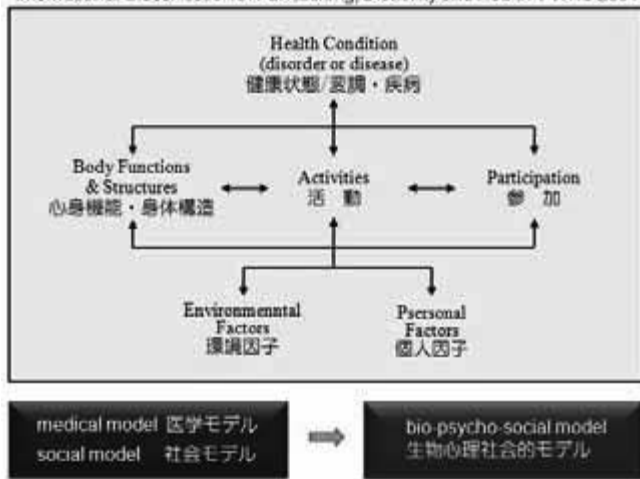 Health Condition
(disorder or disease)
健康状態/変調・疾病
Body Functions
& Structures
心身機能・身体構造
Activities
活 動
Participation
参 加
Environmenntal
Factors
環境因子
Psersonal
Factors
個人因子
medical model 医学モデル
social model 社会モデル
bio-psycho-social model
生物心理社会的モデル